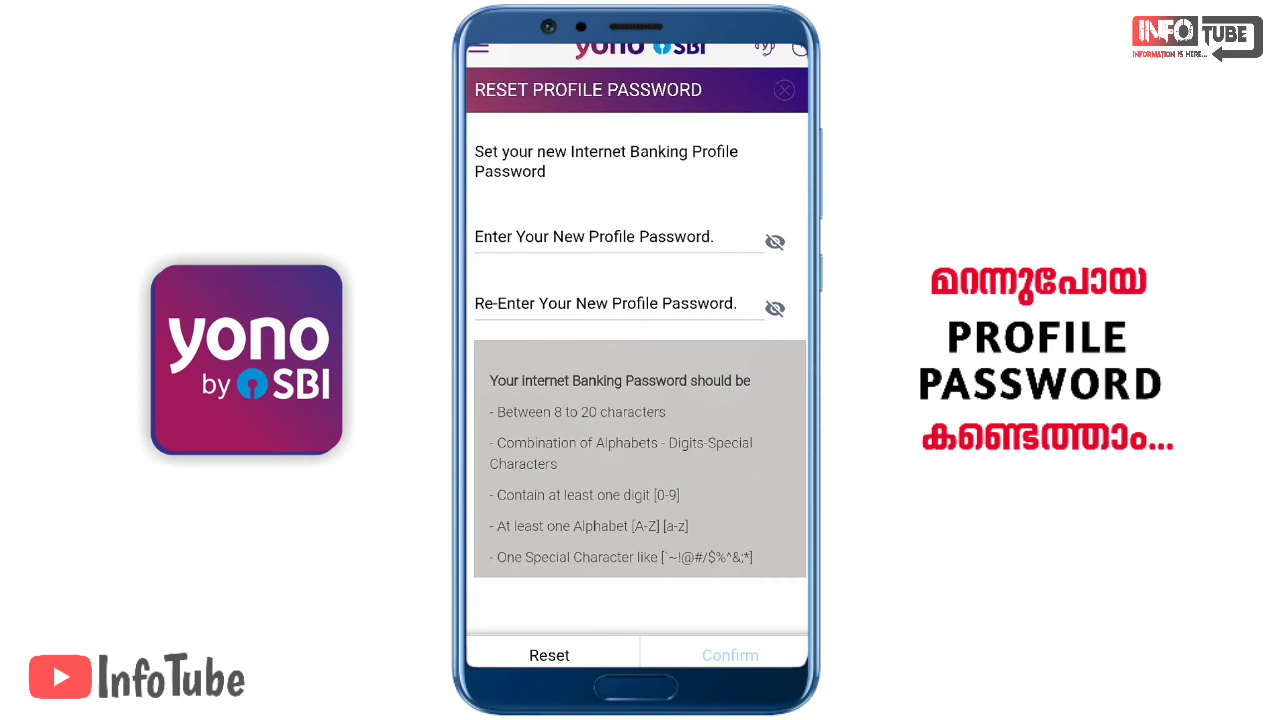 INFO TUBE
INFORMATION IS HERE...
yono SBI
RESET PROFILE PASSWORD
Set your new Internet Banking Profile
Password
Enter Your New Profile Password.
Re-Enter Your New Profile Password.
Your Internet Banking Password should be
- Between 8 to 20 characters
- Combination of Alphabets - Digits-Special
Characters
- Contain at least one digit [0-9]
- At least one Alphabet [A-Z] [a-z]
- One Special Character like [`~!@#/$%^&;*]
Reset
Confirm
yono
by SBI
മറന്നുപോയ
PROFILE
PASSWORD
കണ്ടെത്താം...
InfoTube